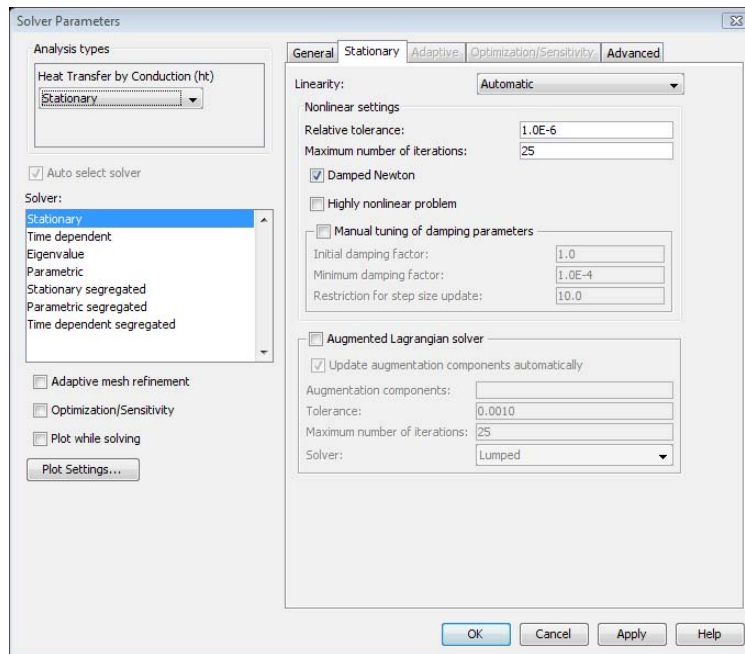 Solver Parameters
Analysis types
Heat Transfer by Conduction (ht)
Stationary
Auto select solver
Solver:
Stationary
Time dependent
Eigenvalue
Parametric
Stationary segregated
Parametric segregated
Time dependent segregated
Adaptive mesh refinement
Optimization/Sensitivity
Plot while solving
Plot Settings...
General Stationary Adaptive Optimization/Sensitivity Advanced
Linearity: Automatic
Nonlinear settings
Relative tolerance: 1.0E-6
Maximum number of iterations: 25
Damped Newton
Highly nonlinear problem
Manual tuning of damping parameters
Initial damping factor: 1.0
Minimum damping factor: 1.0E-4
Restriction for step size update: 10.0
Augmented Lagrangian solver
Update augmentation components automatically
Augmentation components:
Tolerance: 0.0010
Maximum number of iterations: 25
Solver: Lumped
OK Cancel Apply Help